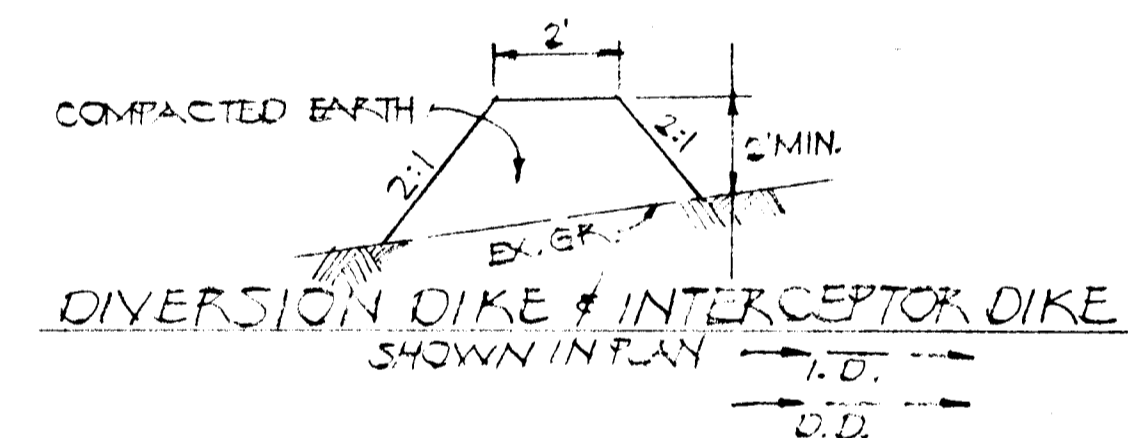 2'
COMPACTED EARTH
2:1
2:1
2' MIN.
EX. GR.
DIVERSION DIKE & INTERCEPTOR DIKE
SHOWN IN PLAN
I.D.
D.D.